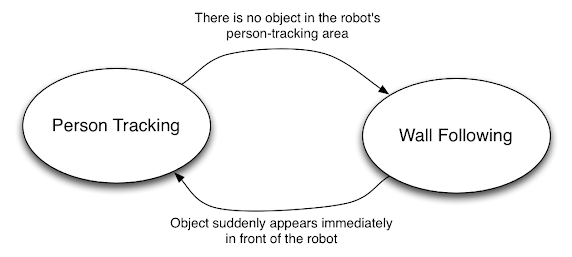 There is no object in the robot's
person-tracking area
Person Tracking
Wall Following
Object suddenly appears immediately
in front of the robot